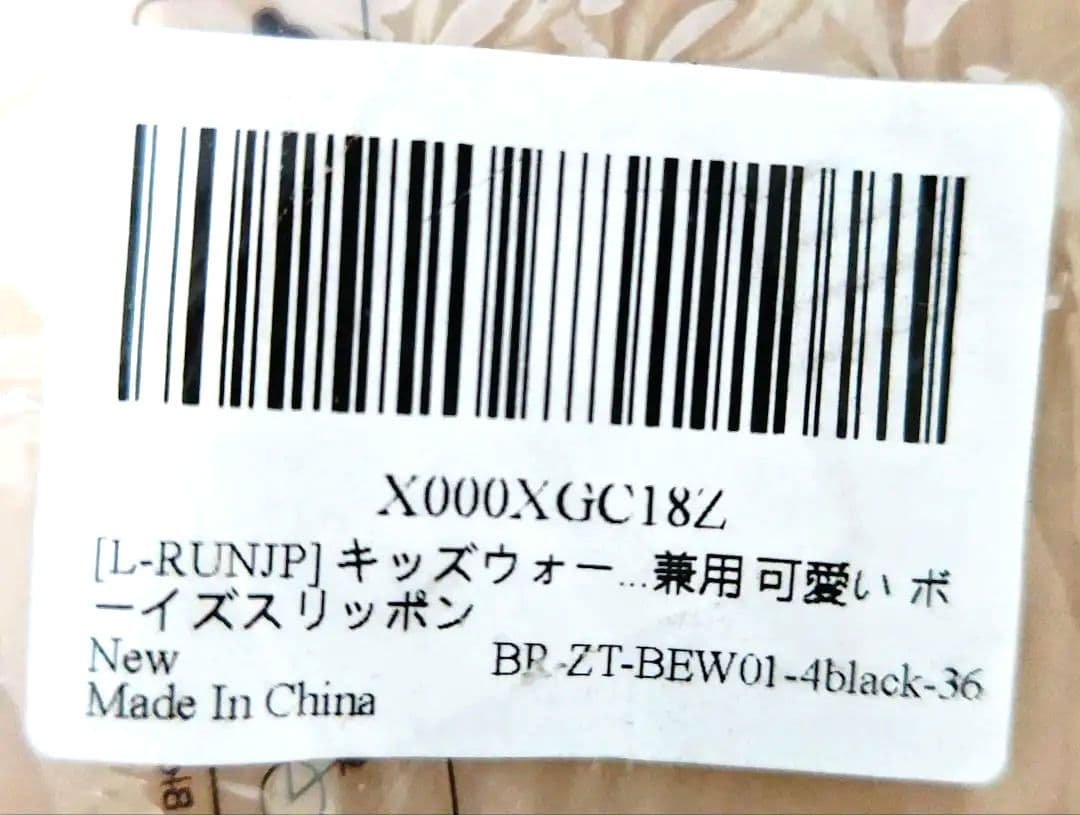 X000XGC18Z
[L-RUNJP] キッズウォー...兼用 可愛い ボ
ーイズスリッポン
New
BR-ZT-BEW01-4black-36
Made In China